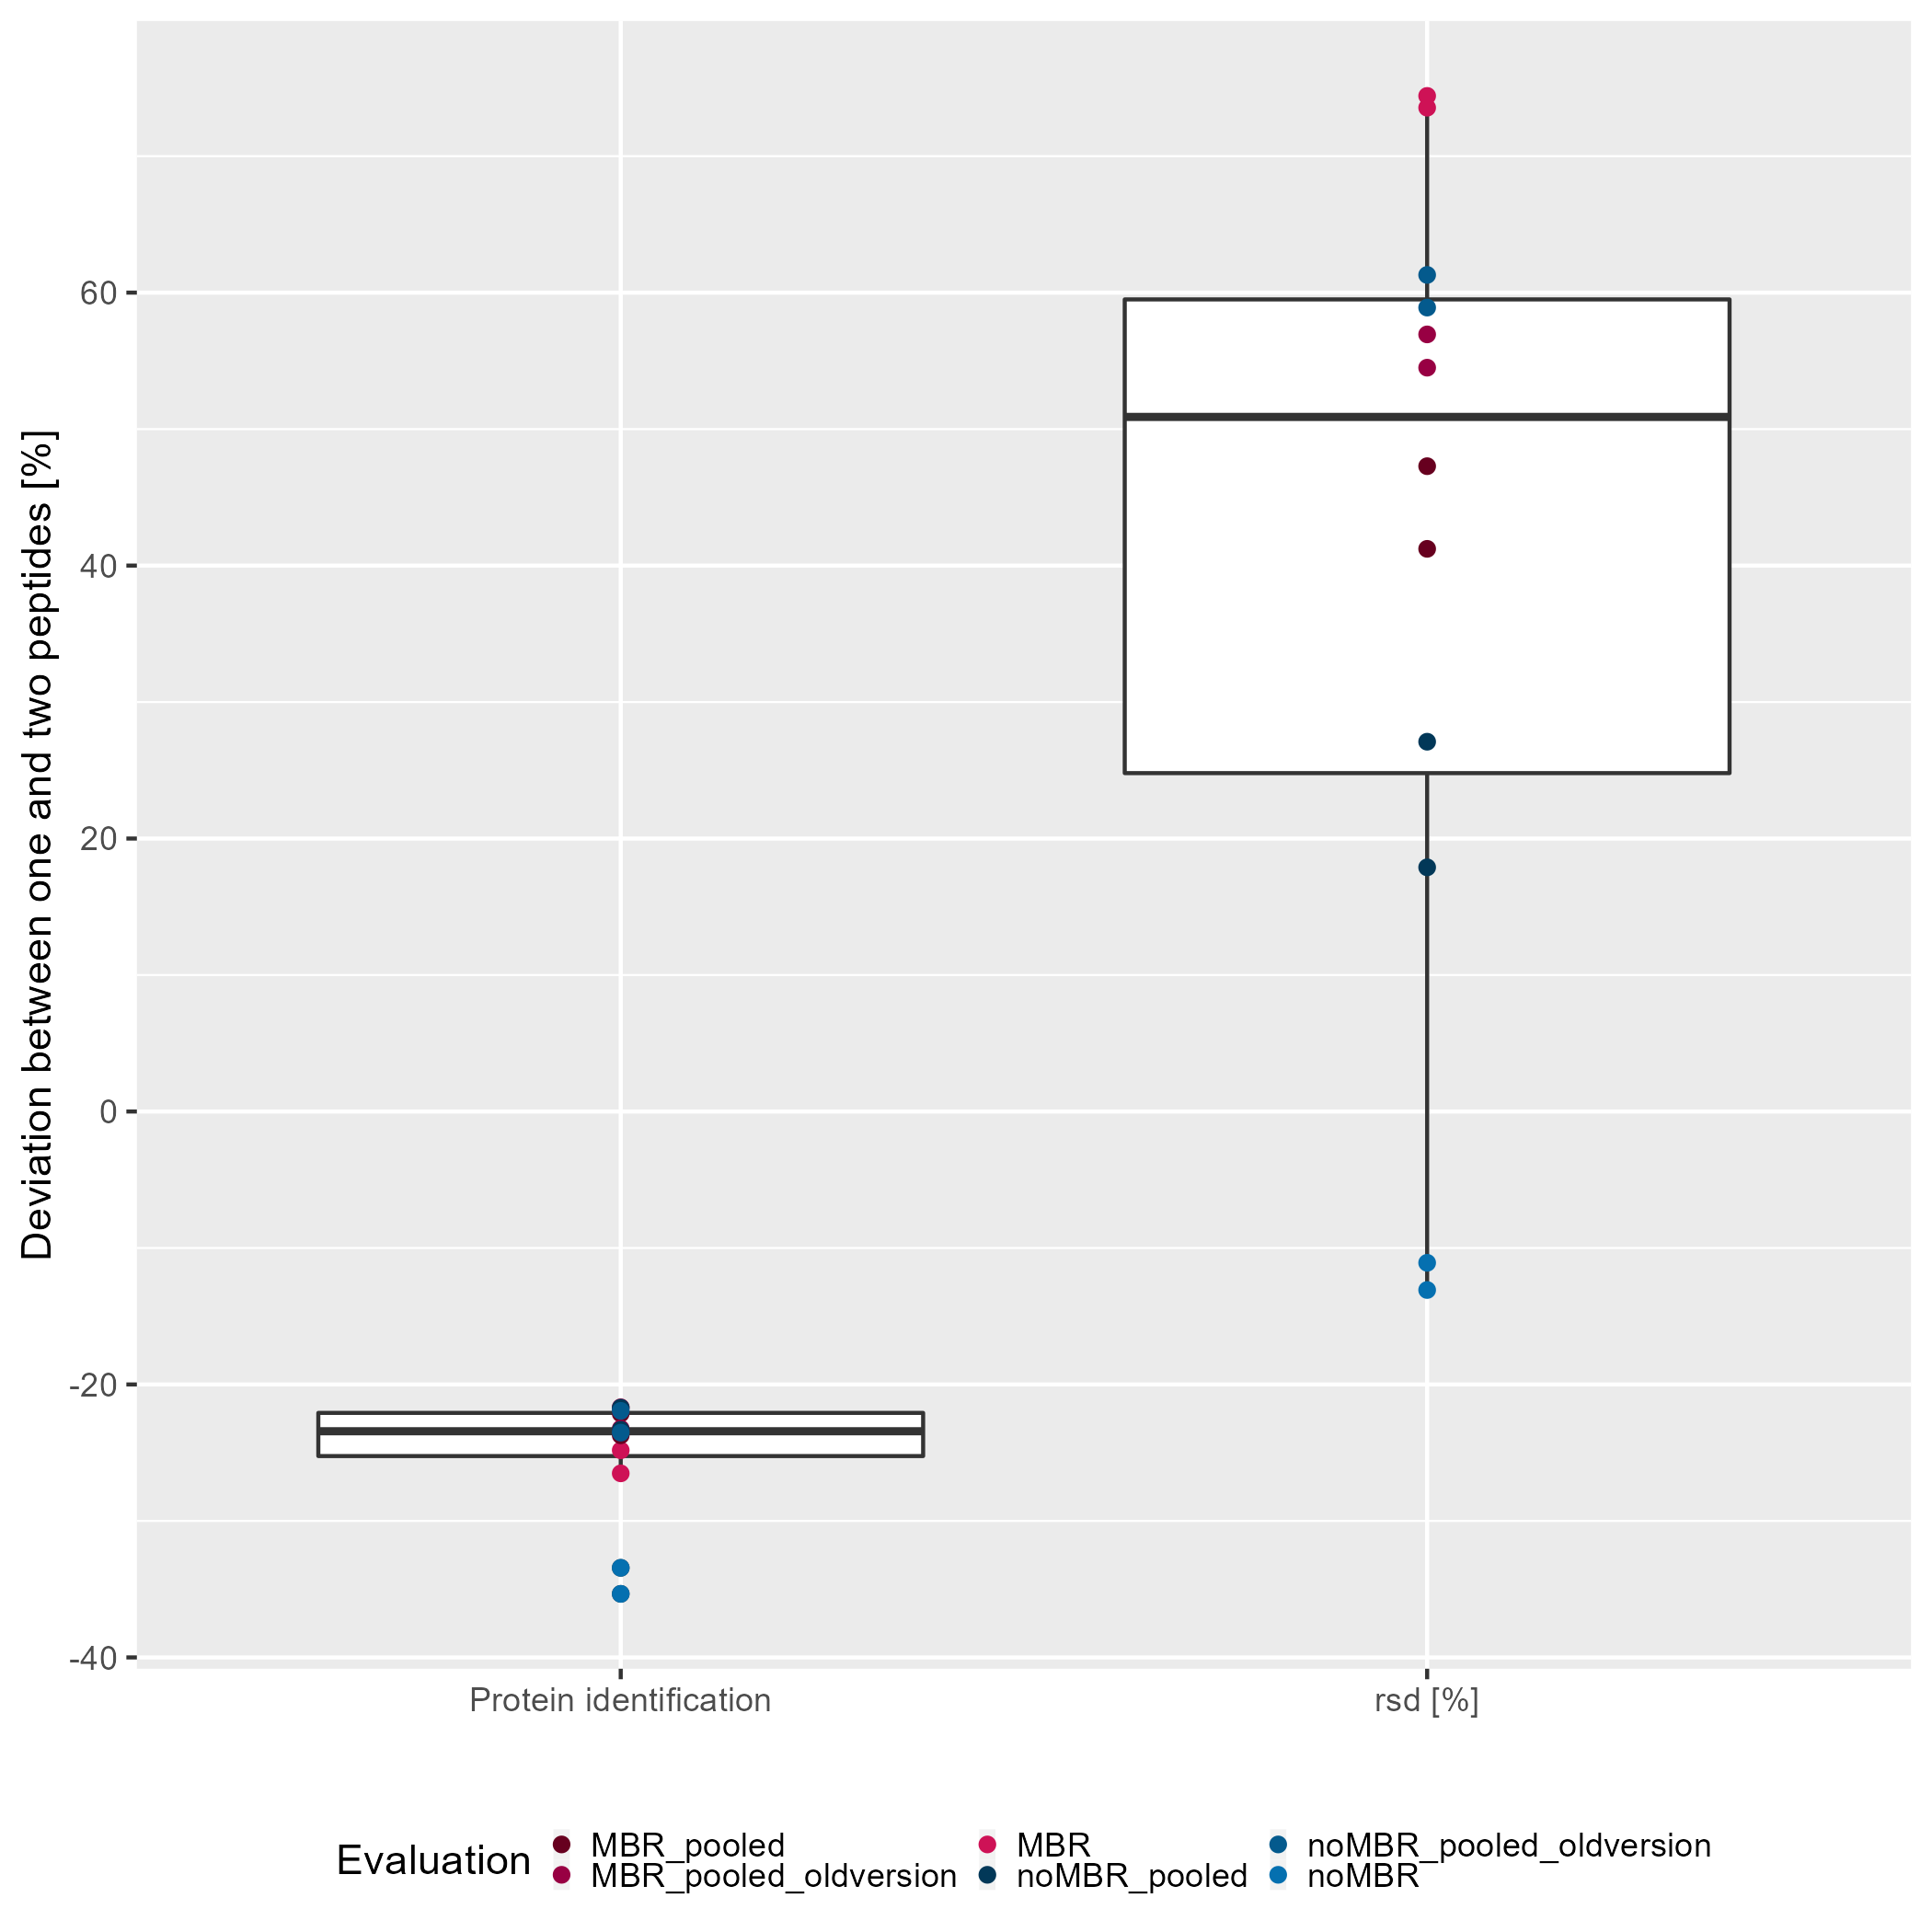 Deviation between one and two peptides [%]
60
40
20
0
-20
-40
Protein identification
rsd [%]
Evaluation
MBR_pooled
MBR_pooled_oldversion
MBR
noMBR_pooled
noMBR_pooled_oldversion
noMBR